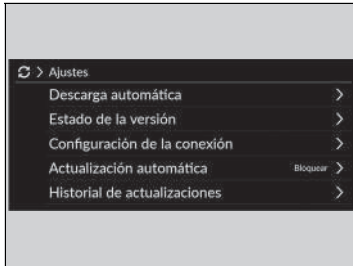 > Ajustes
Descarga automática >
Estado de la versión >
Configuración de la conexión >
Actualización automática Bloquear >
Historial de actualizaciones >